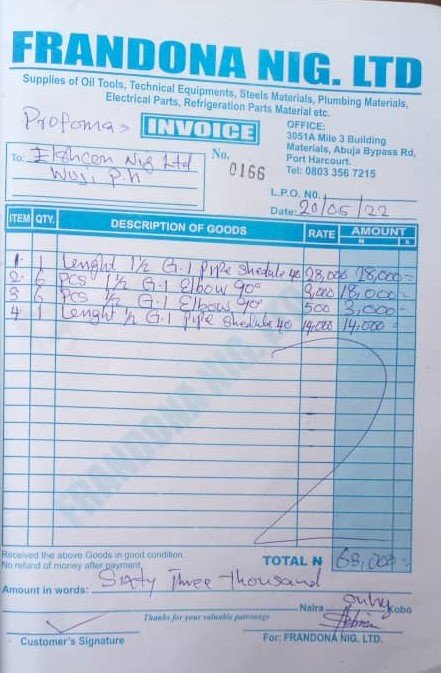 FRANDONA NIG. LTD
Supplies of Oil Tools, Technical Equipments, Steels Materials, Plumbing Materials,
Electrical Parts, Refrigeration Parts Material etc.
Profoma's INVOICE
OFFICE:
3051A Mile 3 Building
Materials, Abuja Bypass Rd,
Port Harcourt.
Tel: 0803 356 7215
To: Elshcon Nig Ltd
Woji P.H
No. 0166
L.P.O. NO.
Date: 20/05/22
ITEM QTY. DESCRIPTION OF GOODS RATE AMOUNT
N k
1 1 Lenght 1½ G.I Pipe Shedule 40 28,000 28,000=
2 6 Pcs 1½ G.I Elbow 90° 3,000 18,000=
3 6 Pcs ½ G.I Elbow 90° 500 3,000=
4 1 Lenght ½ G.I Pipe Shedule 40 14,000 14,000
FRANDONA NIG. LTD
Received the above Goods in good condition.
No refund of money after payment
TOTAL N 63,000=
Amount in words: Sixty Three Thousand
Naira Only Kobo
Thanks for your valuable patronage
Customer's Signature
For: FRANDONA NIG. LTD.